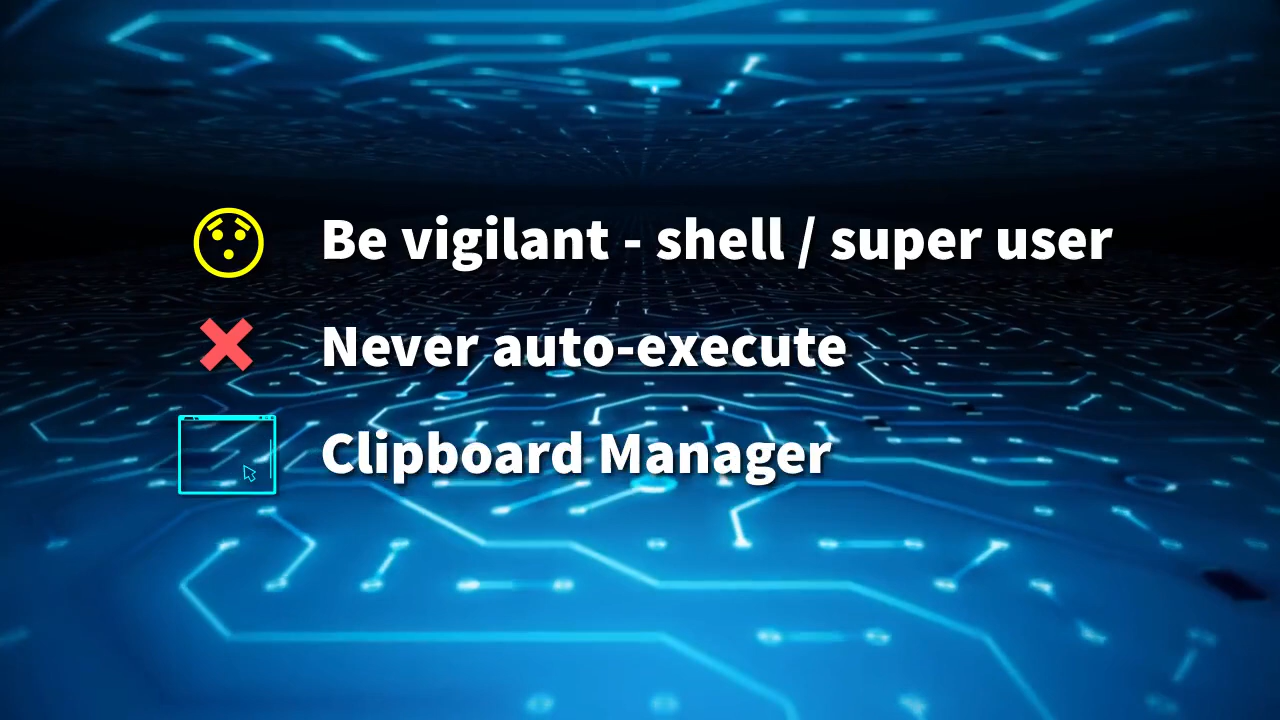 Be vigilant - shell / super user
Never auto-execute
Clipboard Manager